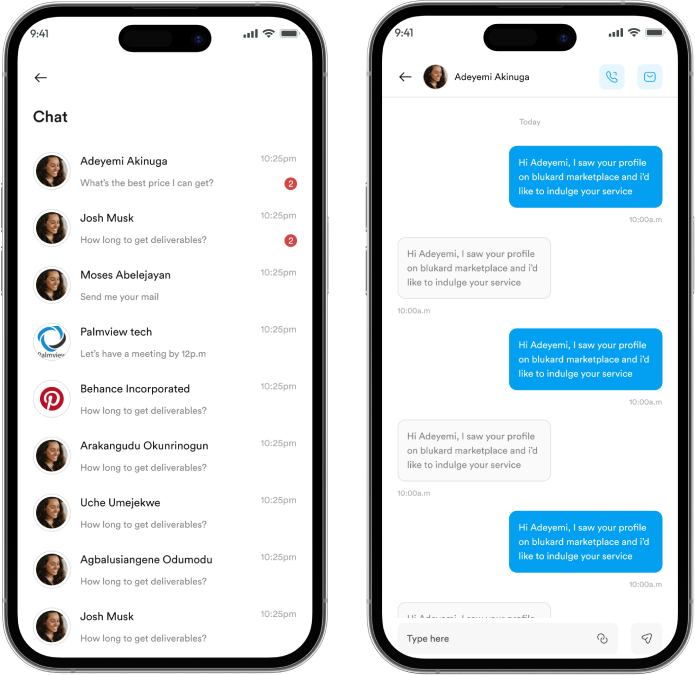 9:41
Chat
Adeyemi Akinuga 10:25pm
What's the best price I can get? 2
Josh Musk 10:25pm
How long to get deliverables? 2
Moses Abelejayan 10:25pm
Send me your mail
Palmview tech 10:25pm
Palmview
Let's have a meeting by 12p.m
Behance Incorporated 10:25pm
How long to get deliverables?
Arakangudu Okunrinogun 10:25pm
How long to get deliverables?
Uche Umejekwe 10:25pm
How long to get deliverables?
Agbalusiangene Odumodu 10:25pm
How long to get deliverables?
Josh Musk 10:25pm
How long to get deliverables?
9:41
Adeyemi Akinuga
Today
Hi Adeyemi, I saw your profile
on blukard marketplace and i'd
like to indulge your service
10:00a.m
Hi Adeyemi, I saw your profile
on blukard marketplace and i'd
like to indulge your service
10:00a.m
Hi Adeyemi, I saw your profile
on blukard marketplace and i'd
like to indulge your service
10:00a.m
Hi Adeyemi, I saw your profile
on blukard marketplace and i'd
like to indulge your service
10:00a.m
Hi Adeyemi, I saw your profile
on blukard marketplace and i'd
like to indulge your service
10:00a.m
Hi Adeyemi, I saw your profile
Type here